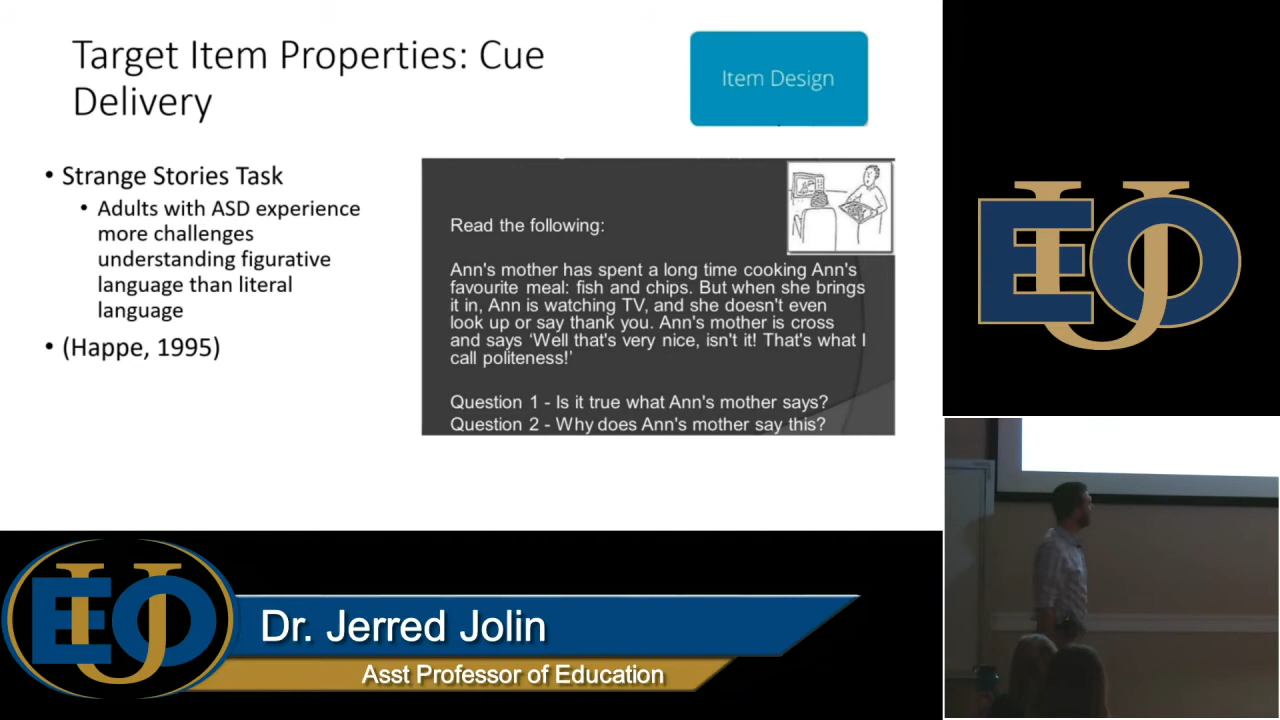 Target Item Properties: Cue
Delivery
Item Design
• Strange Stories Task
• Adults with ASD experience
more challenges
understanding figurative
language than literal
language
• (Happe, 1995)
Read the following:
Ann's mother has spent a long time cooking Ann's
favourite meal: fish and chips. But when she brings
it in, Ann is watching TV, and she doesn't even
look up or say thank you. Ann's mother is cross
and says ‘Well that's very nice, isn't it! That's what I
call politeness!’
Question 1 - Is it true what Ann's mother says?
Question 2 - Why does Ann's mother say this?
EOU
EOU
Dr. Jerred Jolin
Asst Professor of Education